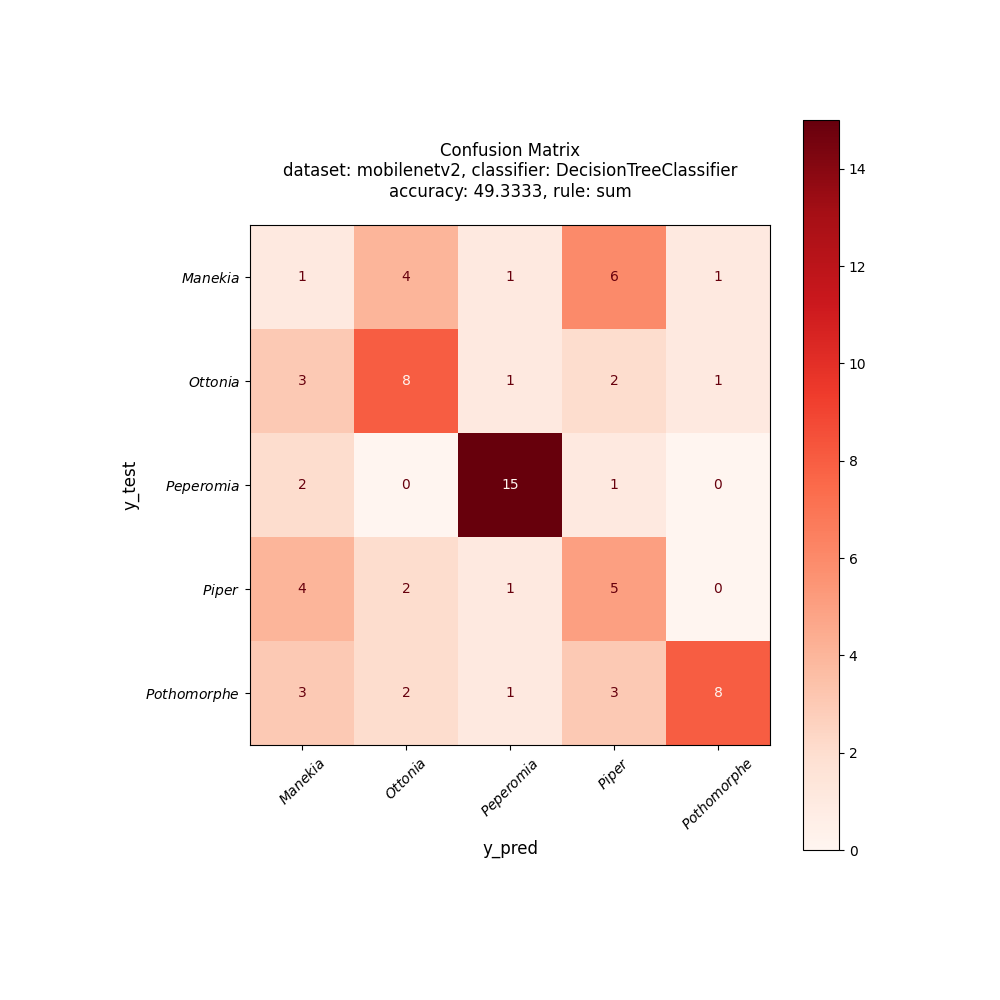 Confusion Matrix
dataset: mobilenetv2, classifier: DecisionTreeClassifier
accuracy: 49.3333, rule: sum
Manekia 1 4 1 6 1
Ottonia 3 8 1 2 1
Peperomia 2 0 15 1 0
Piper 4 2 1 5 0
Pothomorphe 3 2 1 3 8
Manekia Ottonia Peperomia Piper Pothomorphe
y_pred
y_test
14
12
10
8
6
4
2
0